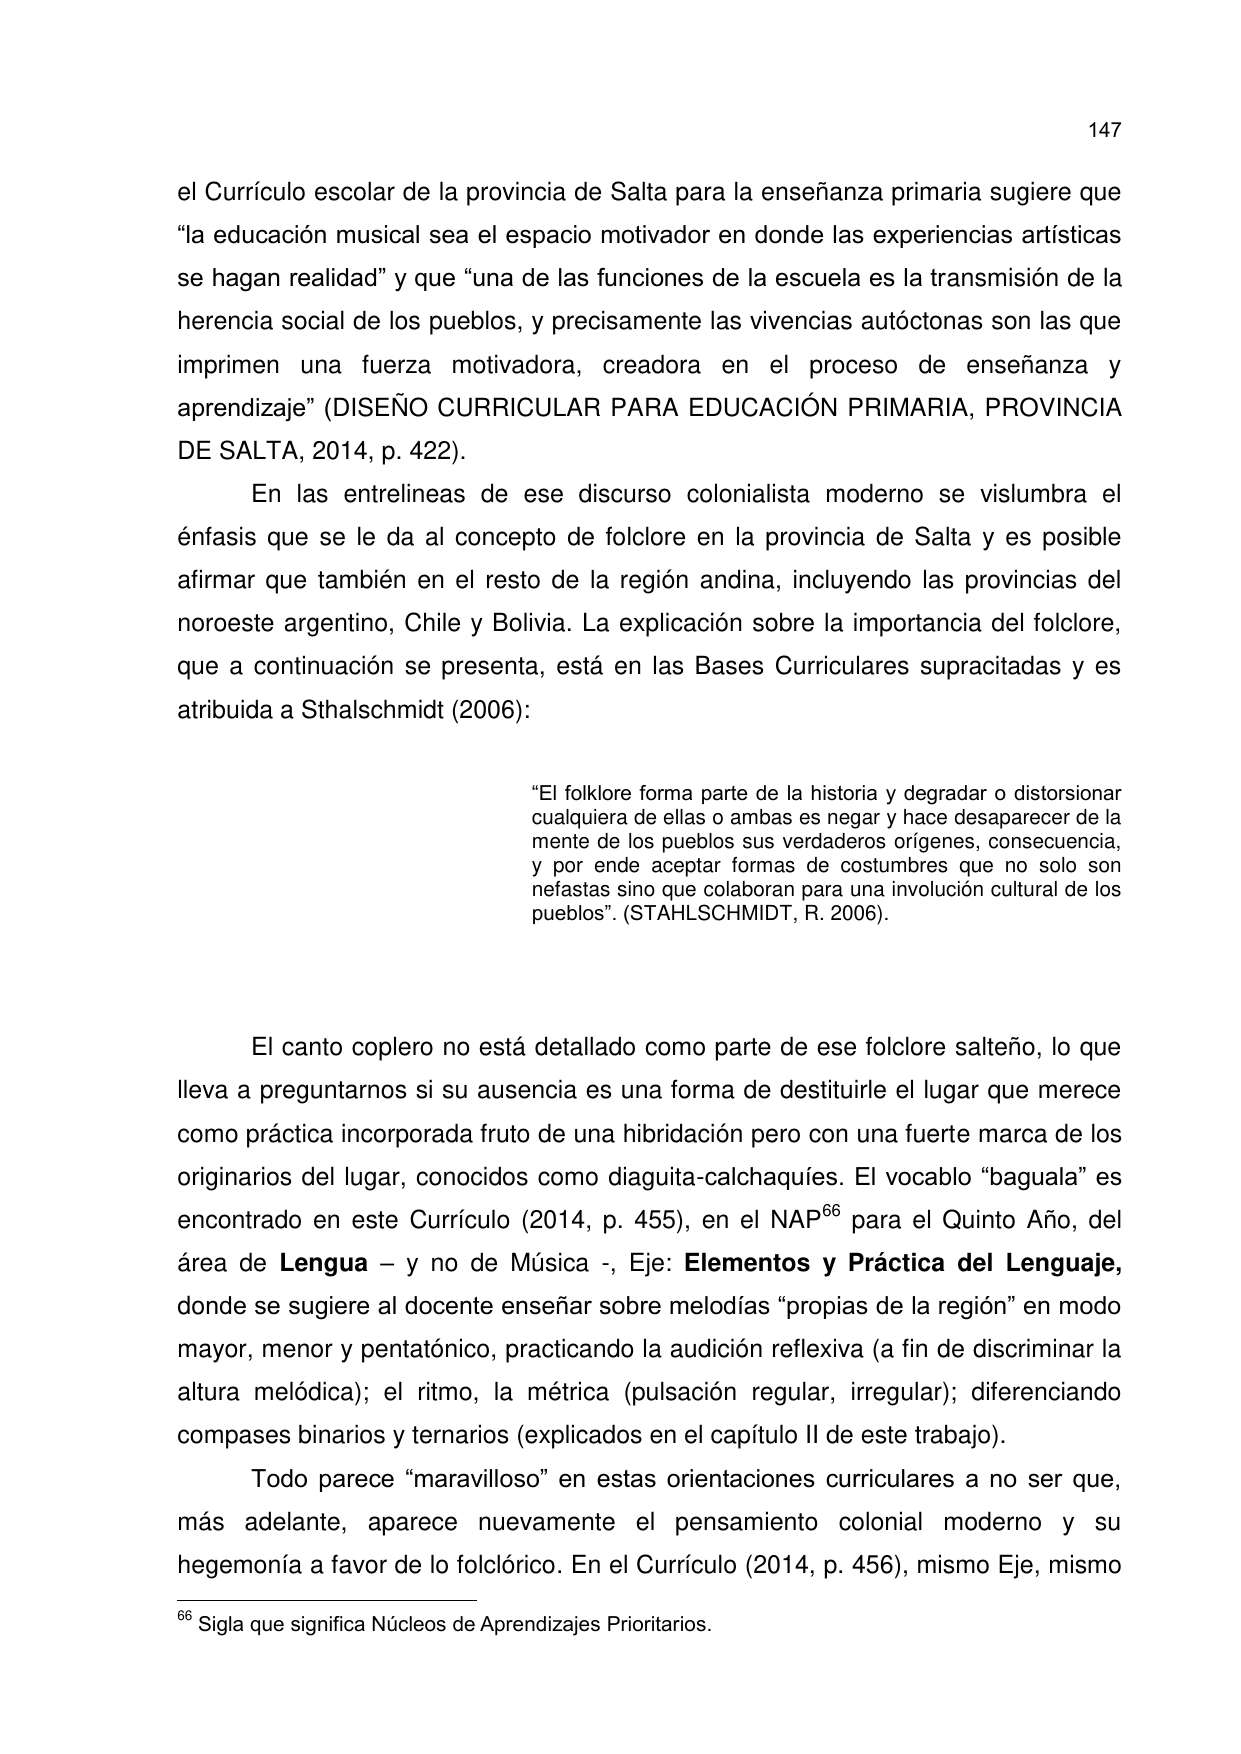 147
el Currículo escolar de la provincia de Salta para la enseñanza primaria sugiere que
“la educación musical sea el espacio motivador en donde las experiencias artísticas
se hagan realidad” y que “una de las funciones de la escuela es la transmisión de la
herencia social de los pueblos, y precisamente las vivencias autóctonas son las que
imprimen una fuerza motivadora, creadora en el proceso de enseñanza y
aprendizaje” (DISEÑO CURRICULAR PARA EDUCACIÓN PRIMARIA, PROVINCIA
DE SALTA, 2014, p. 422).
En las entrelineas de ese discurso colonialista moderno se vislumbra el
énfasis que se le da al concepto de folclore en la provincia de Salta y es posible
afirmar que también en el resto de la región andina, incluyendo las provincias del
noroeste argentino, Chile y Bolivia. La explicación sobre la importancia del folclore,
que a continuación se presenta, está en las Bases Curriculares supracitadas y es
atribuida a Sthalschmidt (2006):
“El folklore forma parte de la historia y degradar o distorsionar
cualquiera de ellas o ambas es negar y hace desaparecer de la
mente de los pueblos sus verdaderos orígenes, consecuencia,
y por ende aceptar formas de costumbres que no solo son
nefastas sino que colaboran para una involución cultural de los
pueblos”. (STAHLSCHMIDT, R. 2006).
El canto coplero no está detallado como parte de ese folclore salteño, lo que
lleva a preguntarnos si su ausencia es una forma de destituirle el lugar que merece
como práctica incorporada fruto de una hibridación pero con una fuerte marca de los
originarios del lugar, conocidos como diaguita-calchaquíes. El vocablo “baguala” es
encontrado en este Currículo (2014, p. 455), en el NAP66 para el Quinto Año, del
área de Lengua – y no de Música -, Eje: Elementos y Práctica del Lenguaje,
donde se sugiere al docente enseñar sobre melodías “propias de la región” en modo
mayor, menor y pentatónico, practicando la audición reflexiva (a fin de discriminar la
altura melódica); el ritmo, la métrica (pulsación regular, irregular); diferenciando
compases binarios y ternarios (explicados en el capítulo II de este trabajo).
Todo parece “maravilloso” en estas orientaciones curriculares a no ser que,
más adelante, aparece nuevamente el pensamiento colonial moderno y su
hegemonía a favor de lo folclórico. En el Currículo (2014, p. 456), mismo Eje, mismo
66 Sigla que significa Núcleos de Aprendizajes Prioritarios.